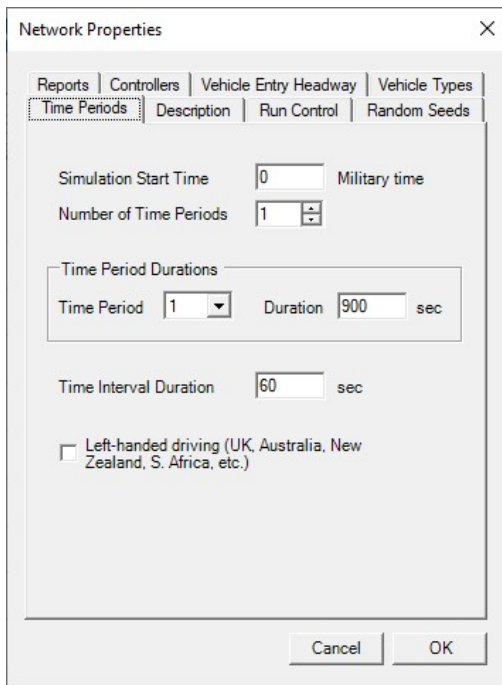 Network Properties
Reports Controllers Vehicle Entry Headway Vehicle Types
Time Periods Description Run Control Random Seeds
Simulation Start Time 0 Military time
Number of Time Periods 1
Time Period Durations
Time Period 1 Duration 900 sec
Time Interval Duration 60 sec
Left-handed driving (UK, Australia, New
Zealand, S. Africa, etc.)
Cancel OK